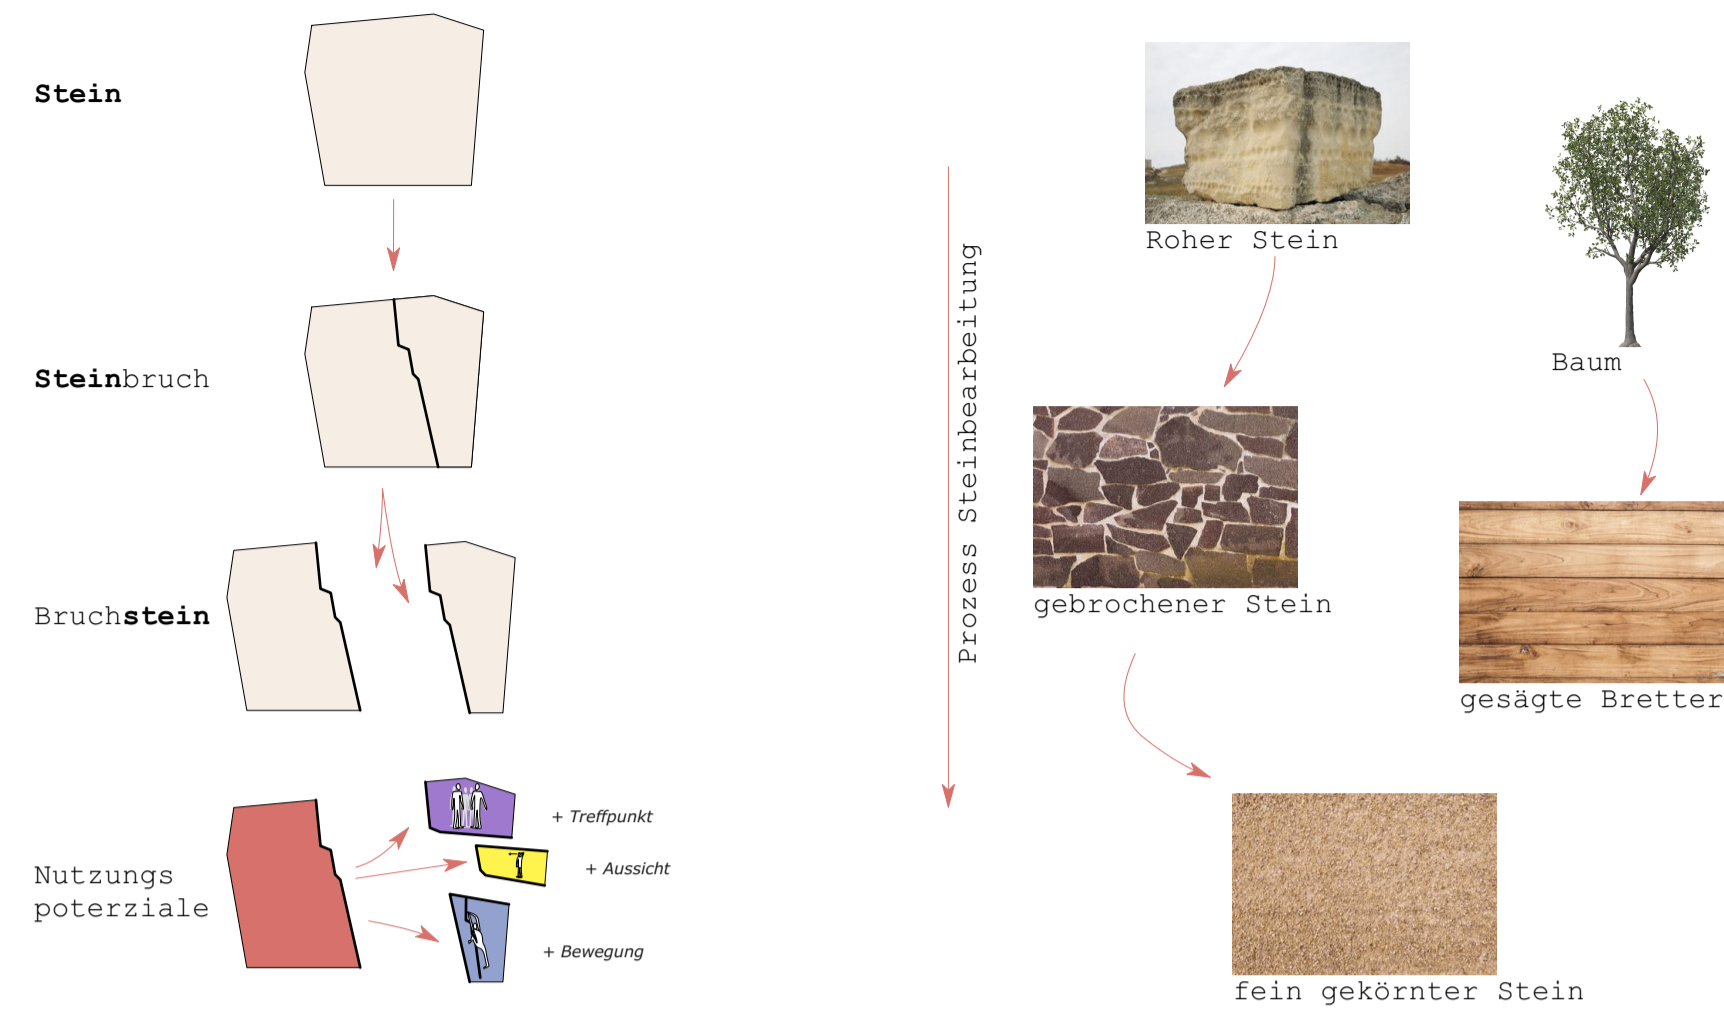 Stein
Steinbruch
Bruchstein
Nutzungs
poterziale
+ Treffpunkt
+ Aussicht
+ Bewegung
Prozess Steinbearbeitung
Roher Stein
Baum
gebrochener Stein
gesägte Bretter
fein gekörnter Stein